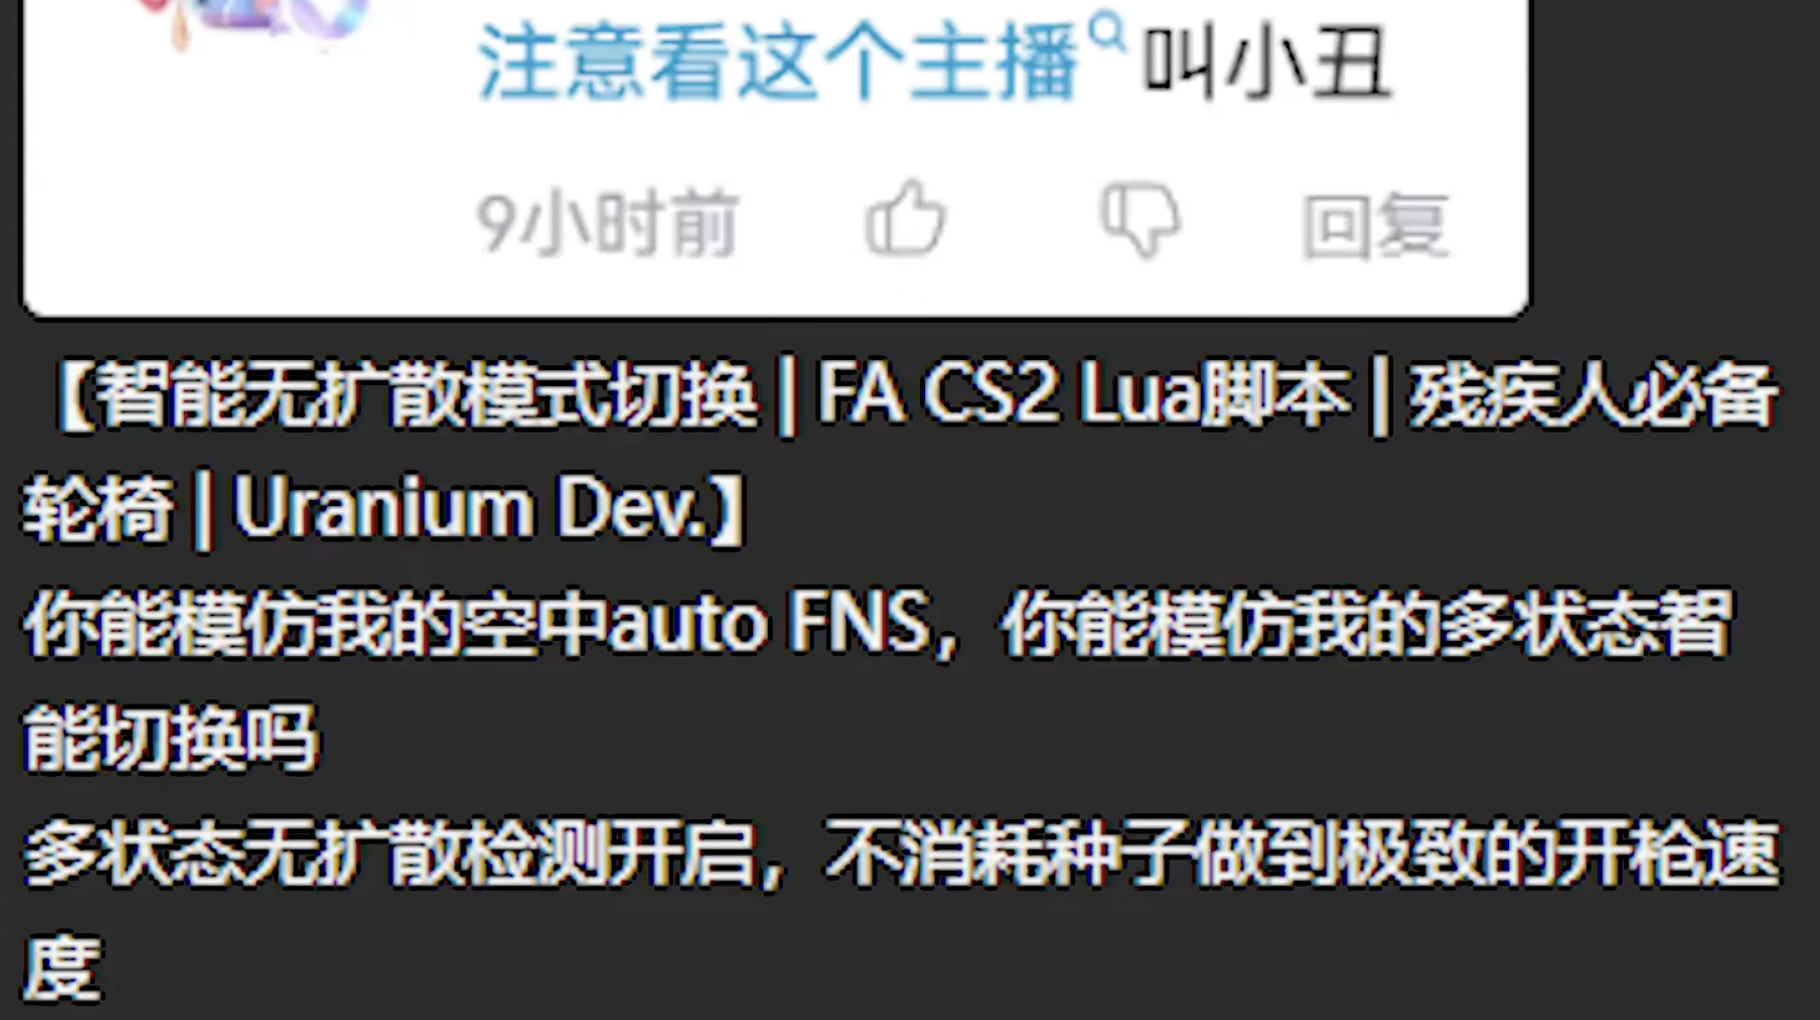 注意看这个主播 叫小丑
9小时前 回复
【智能无扩散模式切换 | FA CS2 Lua脚本 | 残疾人必备
轮椅 | Uranium Dev.】
你能模仿我的空中auto FNS，你能模仿我的多状态智
能切换吗
多状态无扩散检测开启，不消耗种子做到极致的开枪速
度